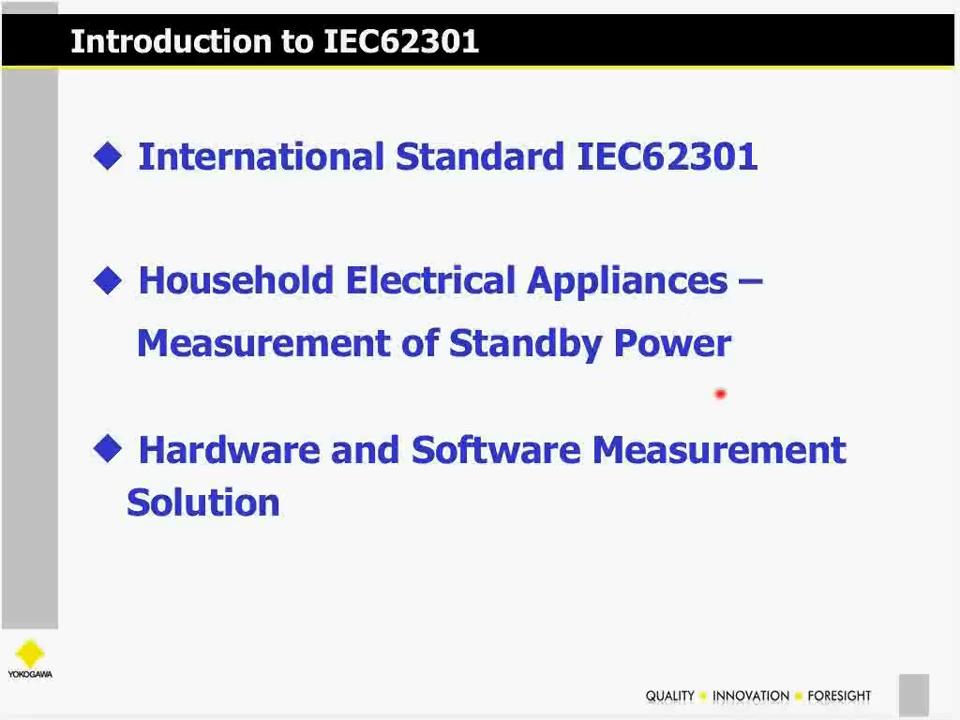 Introduction to IEC62301
International Standard IEC62301
Household Electrical Appliances –
Measurement of Standby Power
Hardware and Software Measurement
Solution
YOKOGAWA
QUALITY INNOVATION FORESIGHT